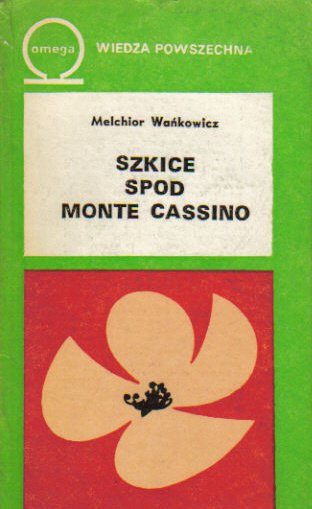 omega
WIEDZA POWSZECHNA
Melchior Wańkowicz
SZKICE
SPOD
MONTE CASSINO